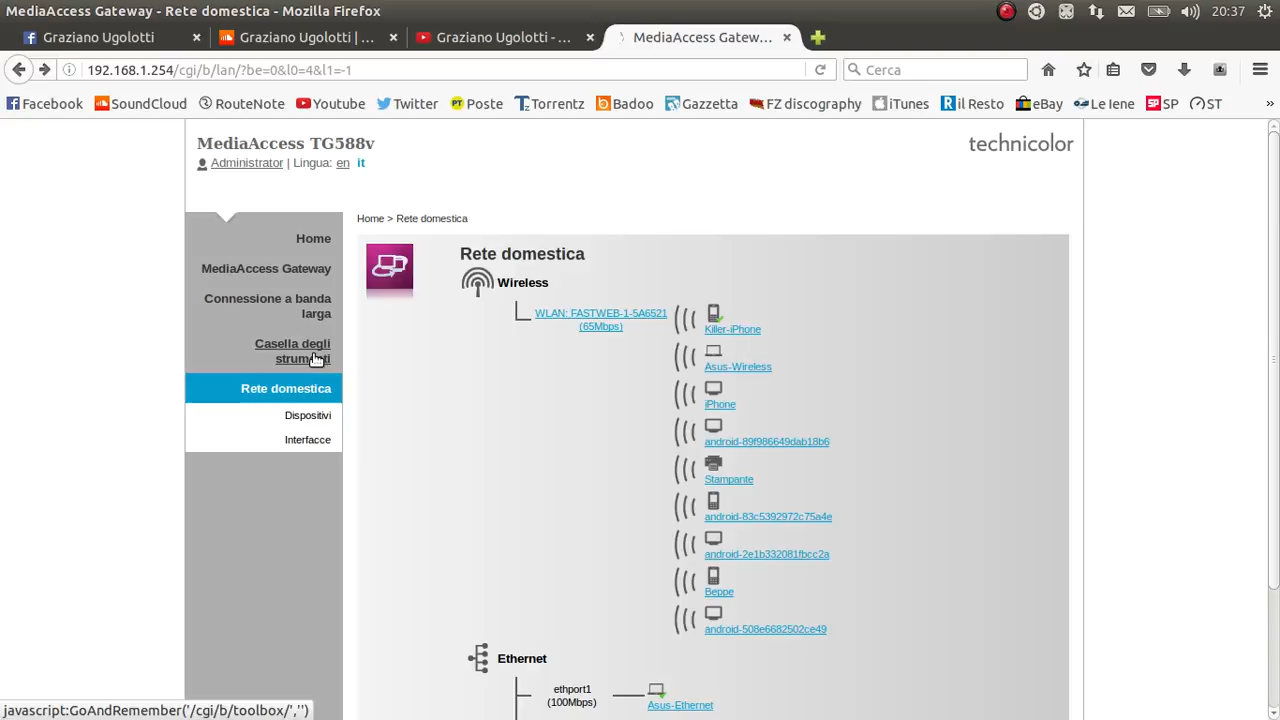 MediaAccess Gateway - Rete domestica - Mozilla Firefox
20:37
Graziano Ugolotti
Graziano Ugolotti | ...
Graziano Ugolotti - ...
MediaAccess Gatew...
192.168.1.254/cgi/b/lan/?be=0&l0=4&l1=-1
Cerca
Facebook
SoundCloud
RouteNote
Youtube
Twitter
Poste
Torrentz
Badoo
Gazzetta
FZ discography
iTunes
il Resto
eBay
Le Iene
SP
ST
MediaAccess TG588v
technicolor
Administrator | Lingua: en it
Home
MediaAccess Gateway
Connessione a banda
larga
Casella degli
strumenti
Rete domestica
Dispositivi
Interfacce
Home > Rete domestica
Rete domestica
Wireless
WLAN: FASTWEB-1-5A6521
(65Mbps)
Killer-iPhone
Asus-Wireless
iPhone
android-89f986649dab18b6
Stampante
android-83c5392972c75a4e
android-2e1b332081fbcc2a
Beppe
android-508e6682502ce49
Ethernet
ethport1
(100Mbps)
Asus-Ethernet
javascript:GoAndRemember('/cgi/b/toolbox/','')